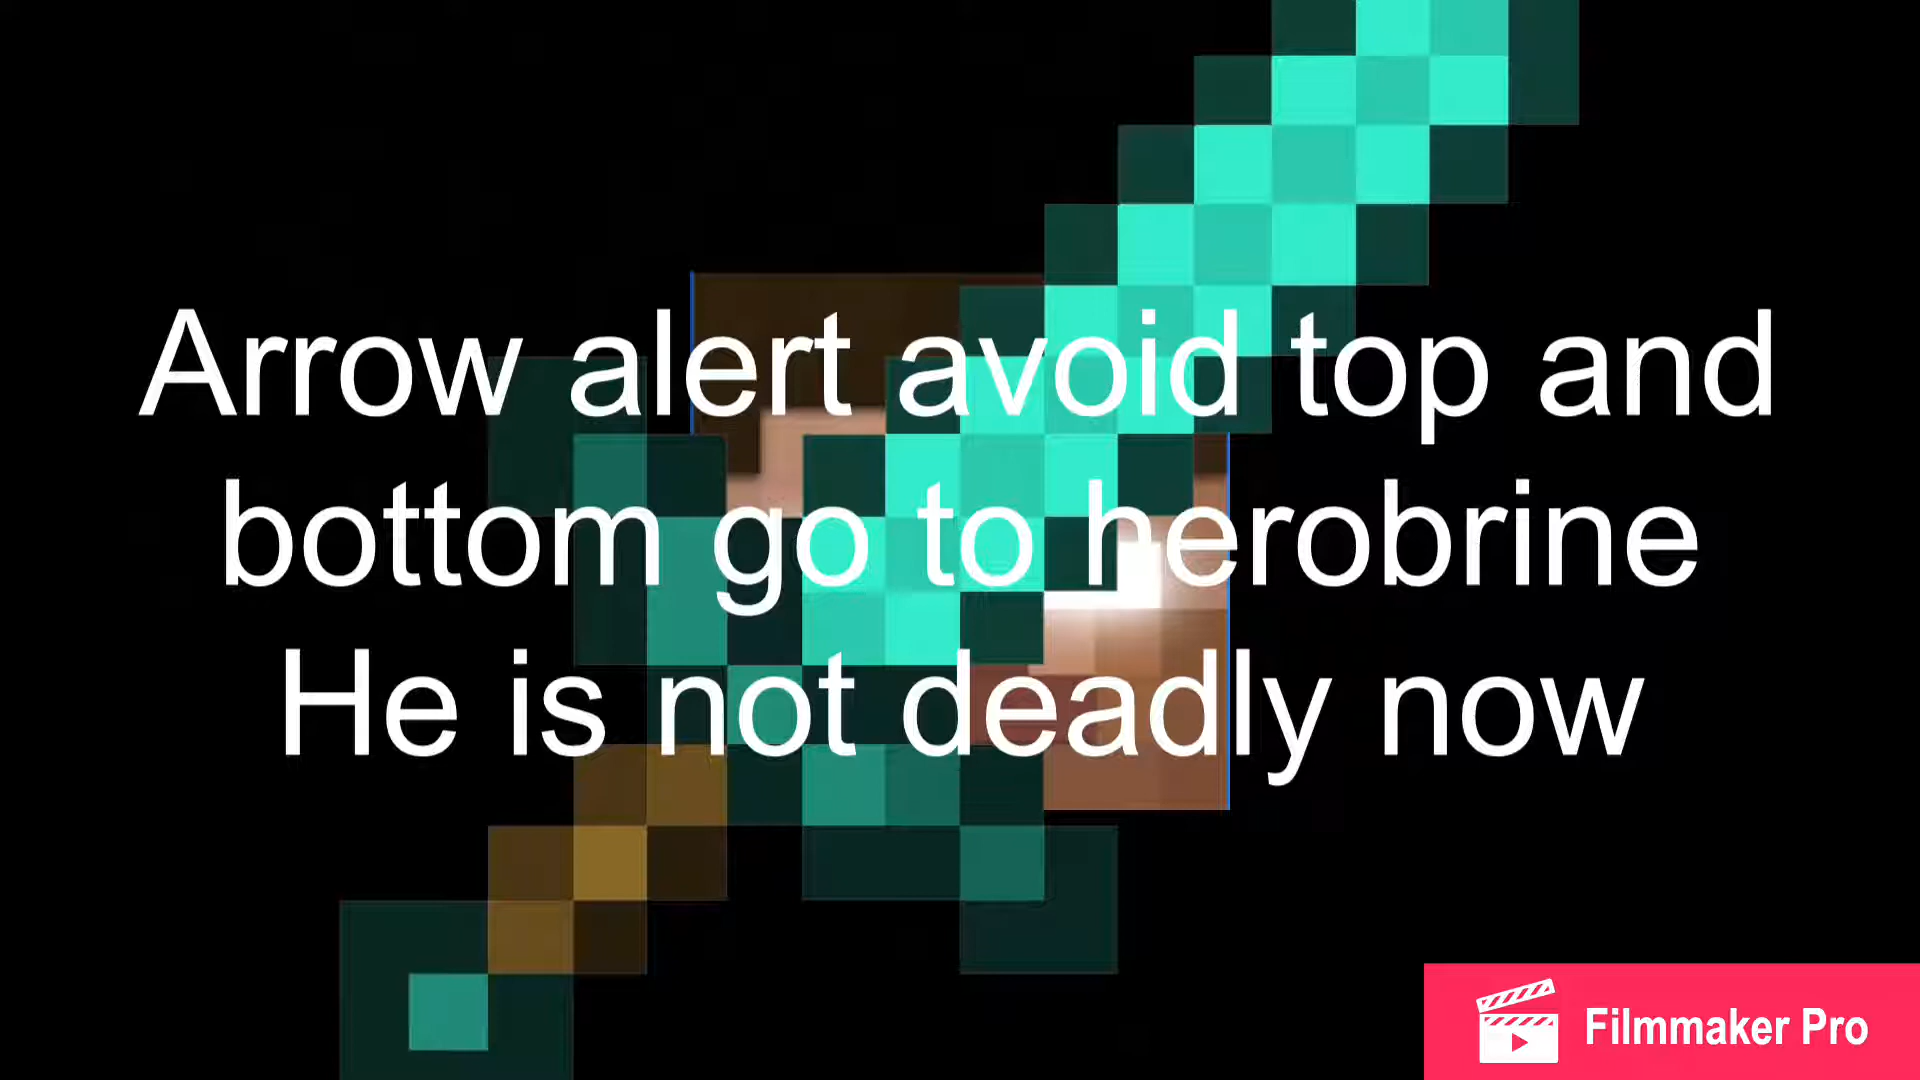 Arrow alert avoid top and
bottom go to herobrine
He is not deadly now
Filmmaker Pro